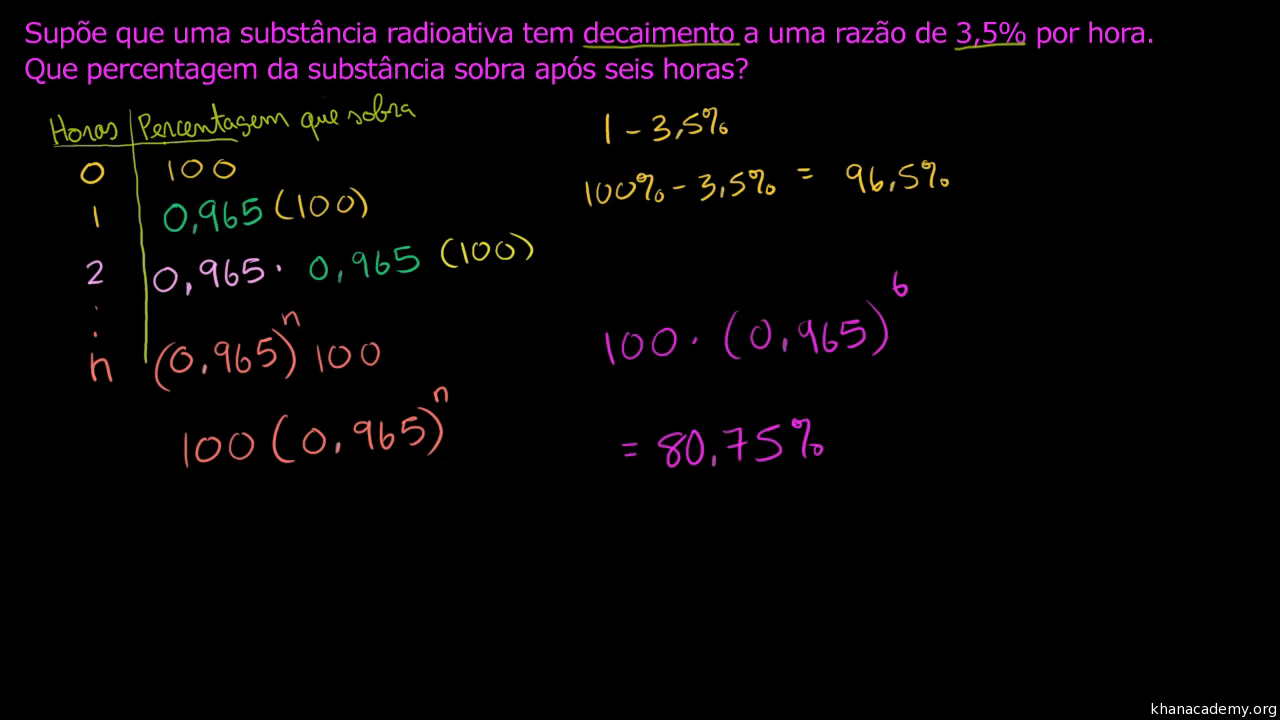 Supõe que uma substância radioativa tem decaimento a uma razão de 3,5% por hora.
Que percentagem da substância sobra após seis horas?
Horas Percentagem que sobra
0 100
1 0,965 (100)
2 0,965 · 0,965 (100)
n (0,965)^n 100
100 (0,965)^n
1 - 3,5%
100% - 3,5% = 96,5%
100 · (0,965)^6
= 80,75%
khanacademy.org